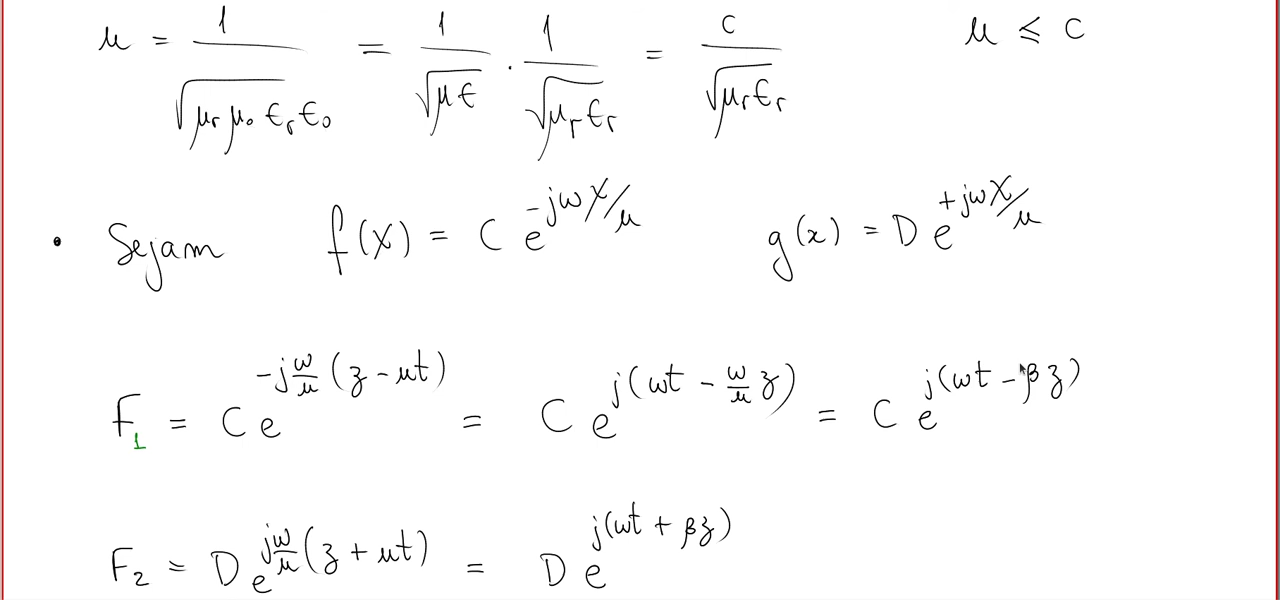 u = 1/√(μr μ0 ϵr ϵ0) = 1/√(μ ϵ) · 1/√(μr ϵr) = c/√(μr ϵr)    u ≤ c
• Sejam f(X) = C e^{-jωX/u}    g(x) = D e^{+jωX/u}
F₁ = C e^{-j ω/u (z - ut)} = C e^{j(ωt - ω/u z)} = C e^{j(ωt - βz)}
F₂ = D e^{j ω/u (z + ut)} = D e^{j(ωt + βz)}